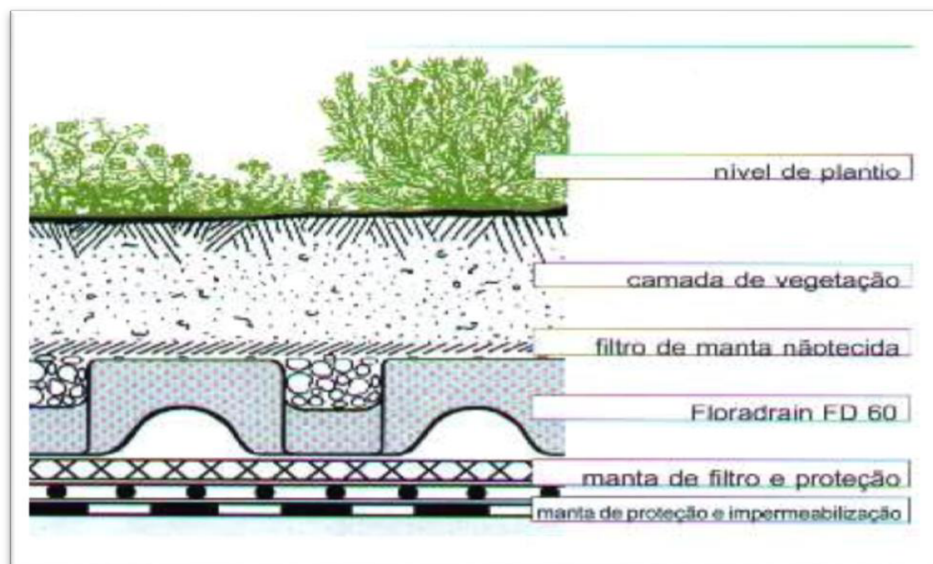 nível de plantio
camada de vegetação
filtro de manta nãotecida
Floradrain FD 60
manta de filtro e proteção
manta de proteção e impermeabilização